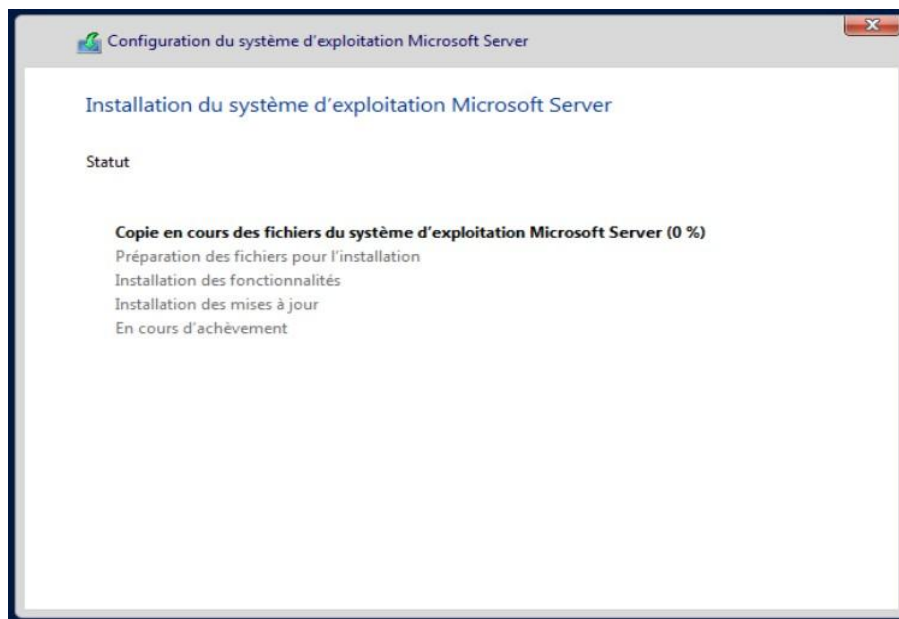 Configuration du système d'exploitation Microsoft Server
Installation du système d'exploitation Microsoft Server
Statut
Copie en cours des fichiers du système d'exploitation Microsoft Server (0 %)
Préparation des fichiers pour l'installation
Installation des fonctionnalités
Installation des mises à jour
En cours d'achèvement